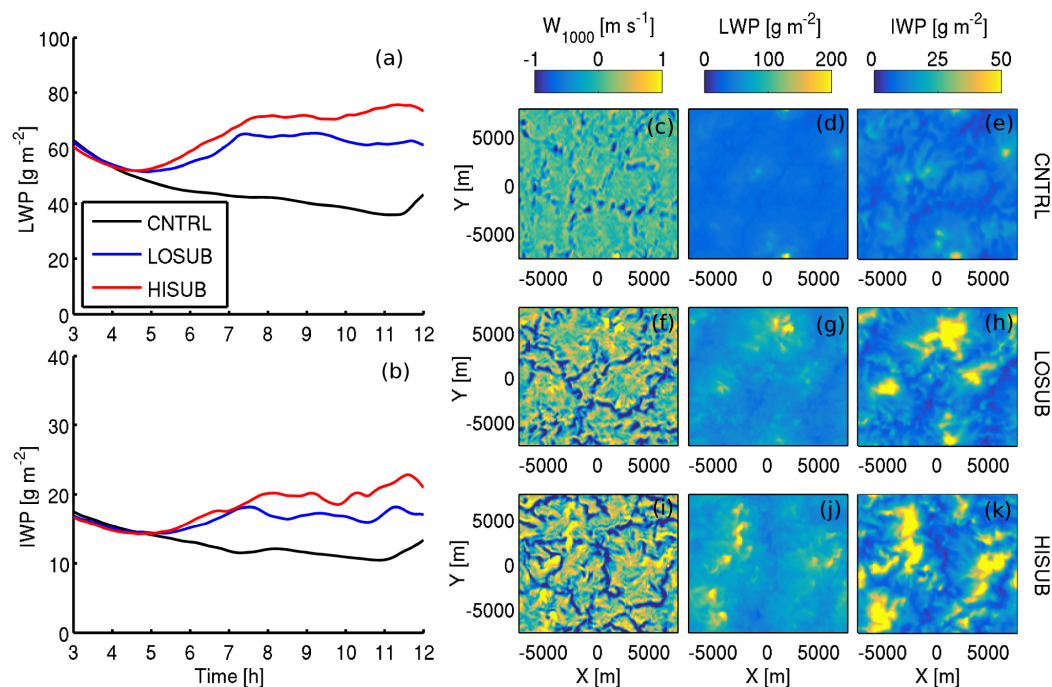 LWP [g m-2]
100
80
60
40
20
0
(a)
CNTRL
LOSUB
HISUB
3 4 5 6 7 8 9 10 11 12
IWP [g m-2]
40
30
20
10
0
(b)
3 4 5 6 7 8 9 10 11 12
Time [h]
W1000 [m s-1] LWP [g m-2] IWP [g m-2]
-1 0 1 0 100 200 0 25 50
Y [m]
5000
0
-5000
(c) (d) (e)
CNTRL
-5000 0 5000 -5000 0 5000 -5000 0 5000
Y [m]
5000
0
-5000
(f) (g) (h)
LOSUB
-5000 0 5000 -5000 0 5000 -5000 0 5000
Y [m]
5000
0
-5000
(i) (j) (k)
HISUB
-5000 0 5000 -5000 0 5000 -5000 0 5000
X [m] X [m] X [m]